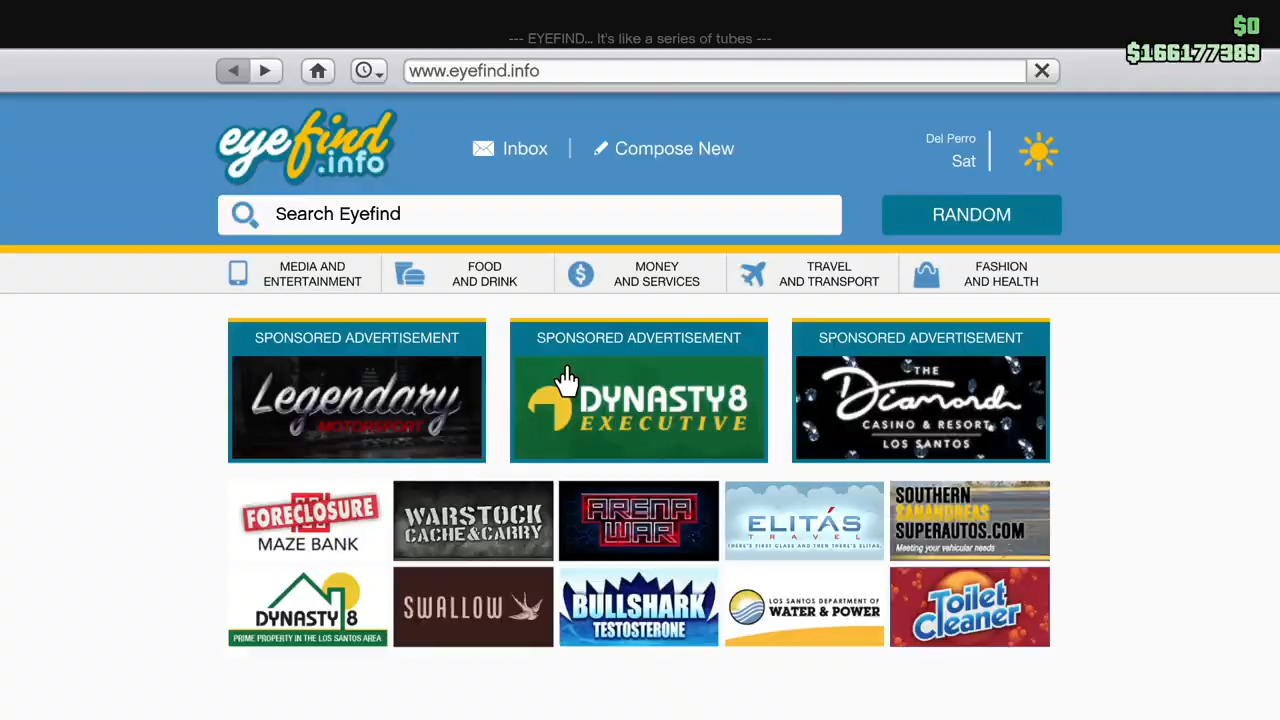 $0
--- EYEFIND... It's like a series of tubes ---
$166177389
www.eyefind.info
eyefind
.info
Inbox
Compose New
Del Perro
Sat
Search Eyefind
RANDOM
MEDIA AND
ENTERTAINMENT
FOOD
AND DRINK
MONEY
AND SERVICES
TRAVEL
AND TRANSPORT
FASHION
AND HEALTH
SPONSORED ADVERTISEMENT
Legendary
MOTORSPORT
SPONSORED ADVERTISEMENT
DYNASTY8
EXECUTIVE
SPONSORED ADVERTISEMENT
THE
Diamond
CASINO & RESORT
LOS SANTOS
FORECLOSURE
MAZE BANK
WARSTOCK
CACHE&CARRY
ARENA
WAR
ELITÁS
TRAVEL
THERE'S FIRST CLASS AND THEN THERE'S ELITAS.
SOUTHERN
SANANDREAS
SUPERAUTOS.COM
Meeting your vehicular needs
DYNASTY 8
PRIME PROPERTY IN THE LOS SANTOS AREA
SWALLOW
BULLSHARK
TESTOSTERONE
LOS SANTOS DEPARTMENT OF
WATER & POWER
Toilet
Cleaner